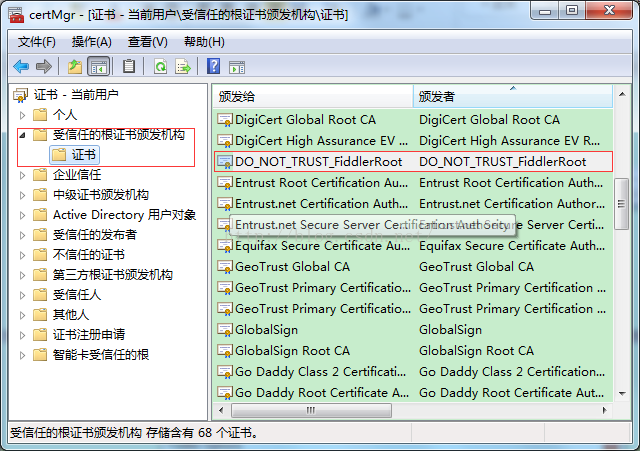 certMgr - [证书 - 当前用户\受信任的根证书颁发机构\证书]
文件(F) 操作(A) 查看(V) 帮助(H)
证书 - 当前用户
个人
受信任的根证书颁发机构
证书
企业信任
中级证书颁发机构
Active Directory 用户对象
受信任的发布者
不信任的证书
第三方根证书颁发机构
受信任人
其他人
证书注册申请
智能卡受信任的根
颁发给 颁发者
DigiCert Global Root CA DigiCert Global Root CA
DigiCert High Assurance EV ... DigiCert High Assurance EV R...
DO_NOT_TRUST_FiddlerRoot DO_NOT_TRUST_FiddlerRoot
Entrust Root Certification Au... Entrust Root Certification Auth...
Entrust.net Certification Aut... Entrust.net Certification Author...
Entrust.net Secure Server Certification Authority Server Certi...
Equifax Secure Certificate Au... Equifax Secure Certificate Auth...
GeoTrust Global CA GeoTrust Global CA
GeoTrust Primary Certificatio... GeoTrust Primary Certification ...
GeoTrust Primary Certificatio... GeoTrust Primary Certification ...
GlobalSign GlobalSign
GlobalSign Root CA GlobalSign Root CA
Go Daddy Class 2 Certificati... Go Daddy Class 2 Certification ...
Go Daddy Root Certificate A... Go Daddy Root Certificate Aut...
受信任的根证书颁发机构 存储含有 68 个证书。